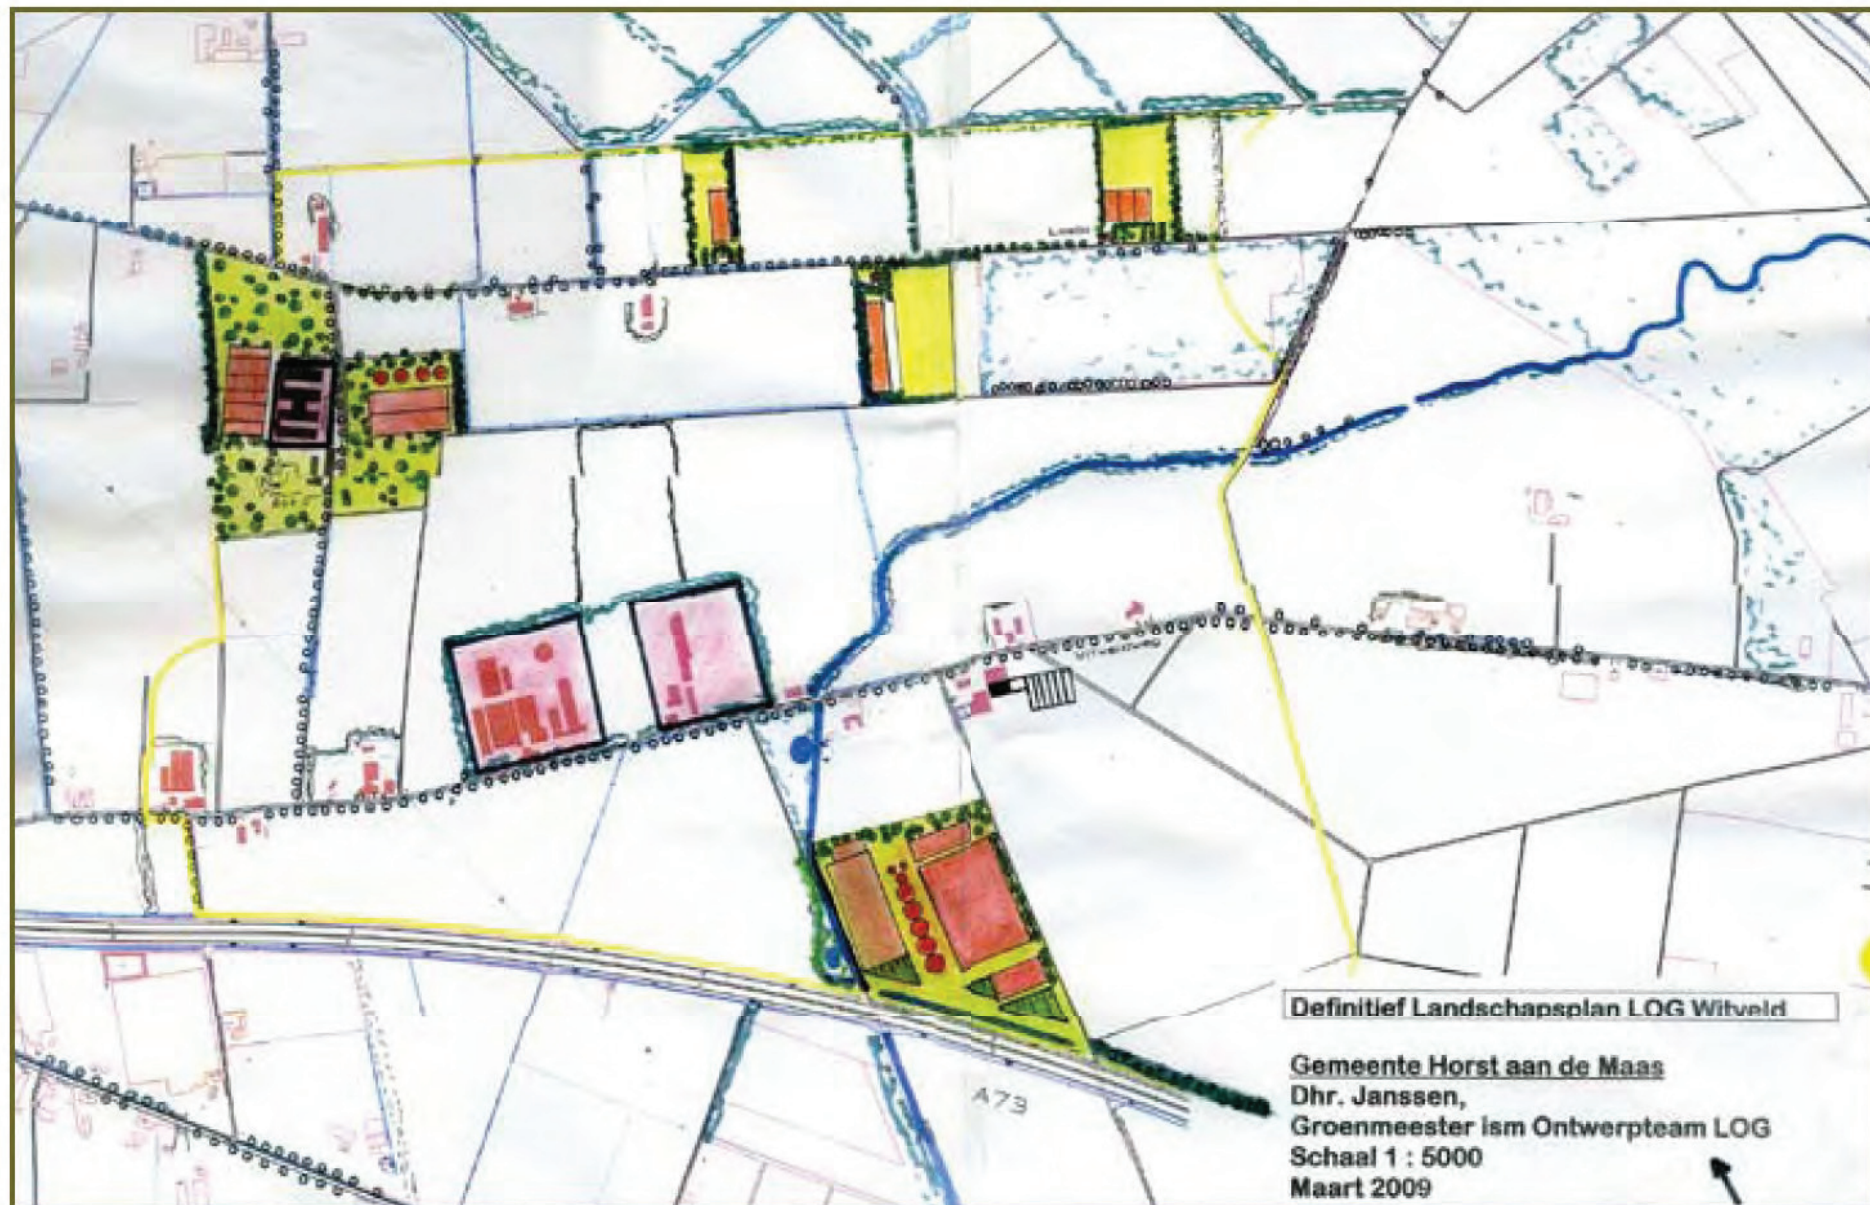 Witveldweg
A73
Definitief Landschapsplan LOG Witveld
Gemeente Horst aan de Maas
Dhr. Janssen,
Groenmeester ism Ontwerpteam LOG
Schaal 1 : 5000
Maart 2009